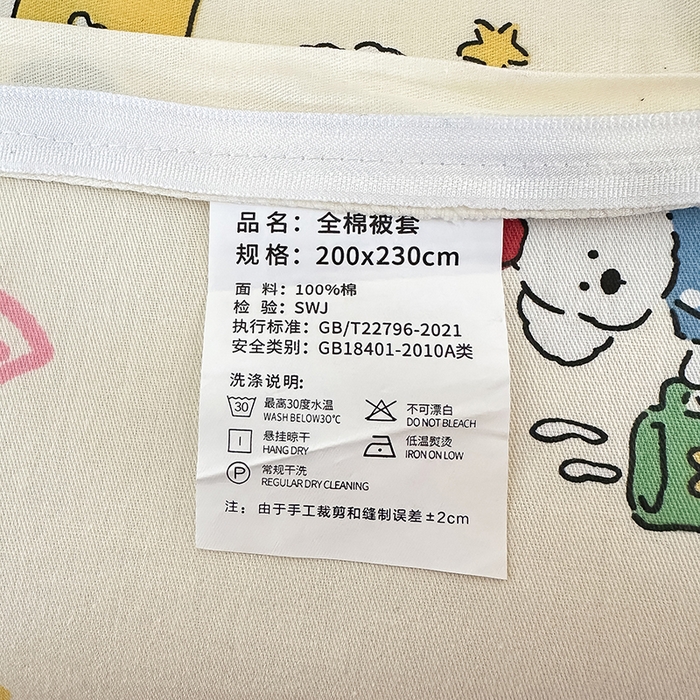 品名：全棉被套
规格：200x230cm
面料：100%棉
检验：SWJ
执行标准：GB/T22796-2021
安全类别：GB18401-2010A类
洗涤说明：
30 最高30度水温 不可漂白
WASH BELOW30℃ DO NOT BLEACH
悬挂晾干 低温熨烫
HANG DRY IRON ON LOW
P 常规干洗
REGULAR DRY CLEANING
注：由于手工裁剪和缝制误差±2cm